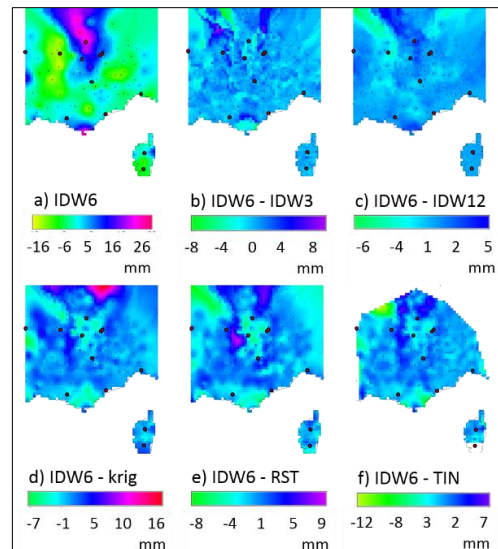 a) IDW6 b) IDW6 - IDW3 c) IDW6 - IDW12
-16 -6 5 15 26 -8 -4 0 4 8 -6 -4 1 2 5
mm mm mm
d) IDW6 - krig e) IDW6 - RST f) IDW6 - TIN
-7 -1 5 10 16 -8 -4 1 5 9 -12 -2 3 7
mm mm mm